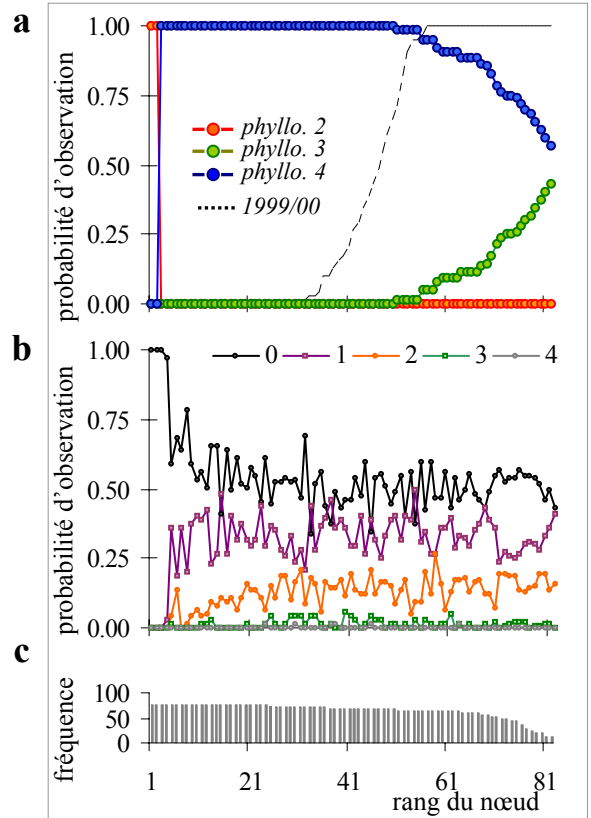 a
probabilité d'observation
1.00
0.75
0.50
0.25
0.00
phyllo. 2
phyllo. 3
phyllo. 4
1999/00
b
probabilité d'observation
1.00
0.75
0.50
0.25
0.00
0 1 2 3 4
c
fréquence
100
50
0
1 21 41 61 81
rang du nœud